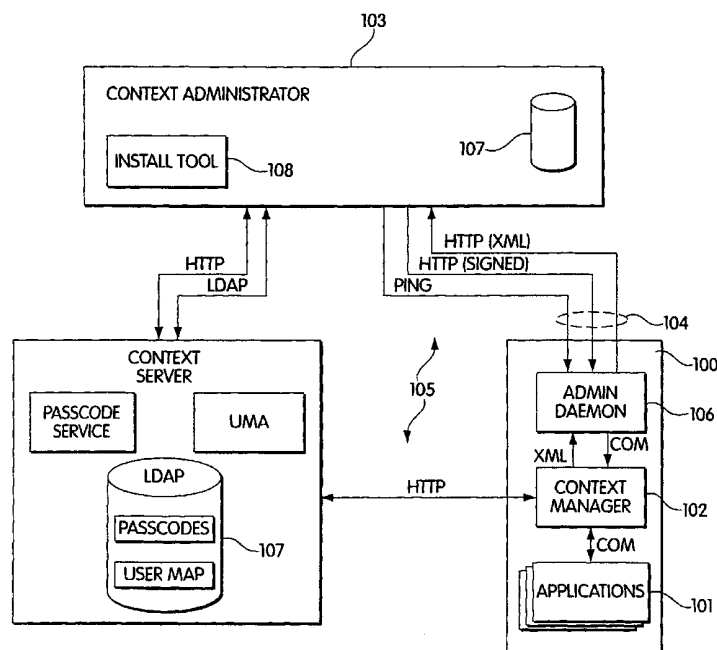 103
CONTEXT ADMINISTRATOR
INSTALL TOOL
108
107
HTTP
LDAP
HTTP (XML)
HTTP (SIGNED)
PING
104
105
100
CONTEXT
SERVER
PASSCODE
SERVICE
UMA
LDAP
PASSCODES
USER MAP
107
HTTP
ADMIN
DAEMON
106
XML
COM
CONTEXT
MANAGER
102
COM
APPLICATIONS
101